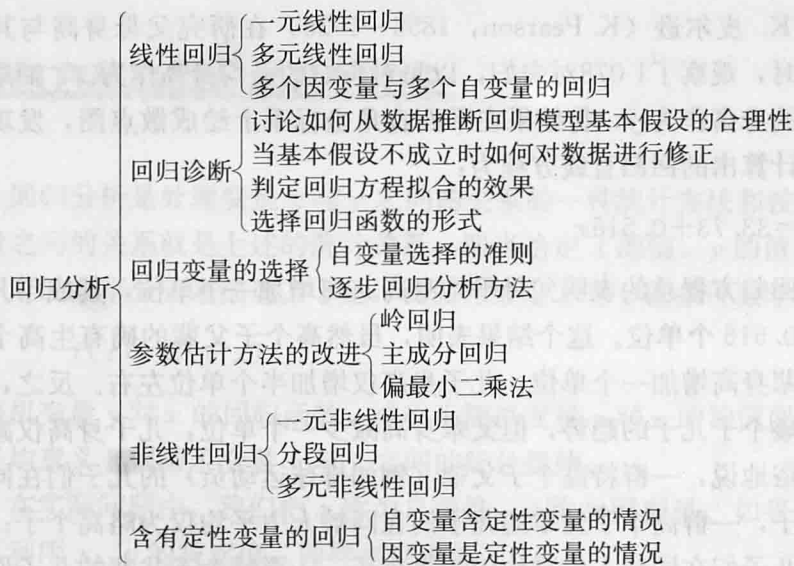 回归分析
线性回归
一元线性回归
多元线性回归
多个因变量与多个自变量的回归
回归诊断
讨论如何从数据推断回归模型基本假设的合理性
当基本假设不成立时如何对数据进行修正
判定回归方程拟合的效果
选择回归函数的形式
回归变量的选择
自变量选择的准则
逐步回归分析方法
参数估计方法的改进
岭回归
主成分回归
偏最小二乘法
非线性回归
一元非线性回归
分段回归
多元非线性回归
含有定性变量的回归
自变量含定性变量的情况
因变量是定性变量的情况